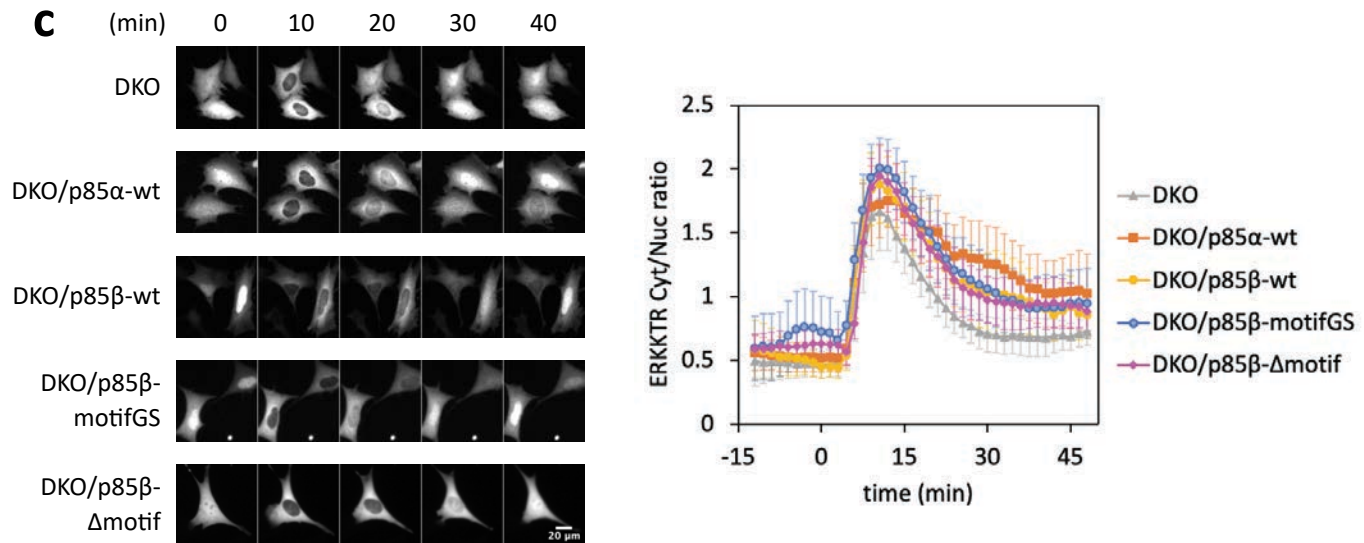 c (min) 0 10 20 30 40
DKO
DKO/p85α-wt
DKO/p85β-wt
DKO/p85β-
motifGS
DKO/p85β-
Δmotif
20 μm
ERKKTR Cyt/Nuc ratio
2.5
2
1.5
1
0.5
0
-15 0 15 30 45
time (min)
DKO
DKO/p85α-wt
DKO/p85β-wt
DKO/p85β-motifGS
DKO/p85β-Δmotif